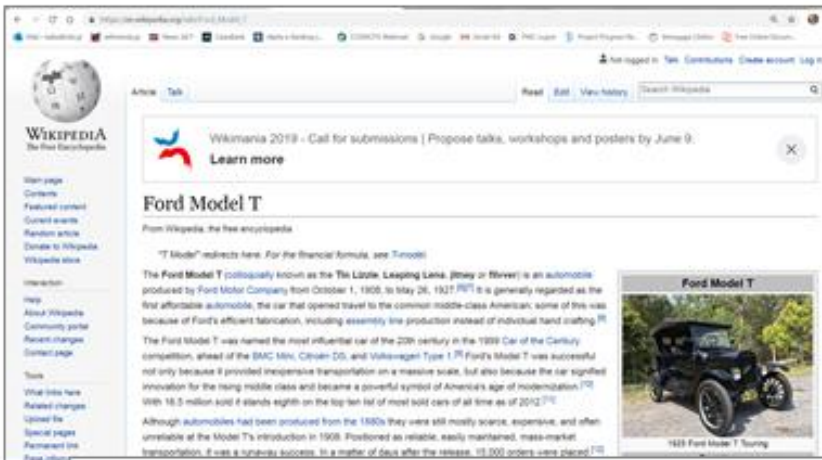 https://en.wikipedia.org/wiki/Ford_Model_T
Not logged in Talk Contributions Create account Log in
Article Talk
Read Edit View history Search Wikipedia
WIKIPEDIA
The Free Encyclopedia
Wikimania 2019 - Call for submissions | Propose talks, workshops and posters by June 9.
Learn more
Main page
Contents
Featured content
Current events
Random article
Donate to Wikipedia
Wikipedia store
Interaction
Help
About Wikipedia
Community portal
Recent changes
Contact page
Tools
What links here
Related changes
Upload file
Special pages
Permanent link
Ford Model T
From Wikipedia, the free encyclopedia
"T Model" redirects here. For the financial formula, see T-model.
The Ford Model T (colloquially known as the Tin Lizzie, Leaping Lena, jitney or flivver) is an automobile
produced by Ford Motor Company from October 1, 1908, to May 26, 1927. It is generally regarded as the
first affordable automobile, the car that opened travel to the common middle-class American; some of this was
because of Ford's efficient fabrication, including assembly line production instead of individual hand crafting.
The Ford Model T was named the most influential car of the 20th century in the 1999 Car of the Century
competition, ahead of the BMC Mini, Citroën DS, and Volkswagen Type 1. Ford's Model T was successful
not only because it provided inexpensive transportation on a massive scale, but also because the car signified
innovation for the rising middle class and became a powerful symbol of America's age of modernization.[10]
With 16.5 million sold it stands eighth on the top ten list of most sold cars of all time as of 2012.[11]
Although automobiles had been produced from the 1880s they were still mostly scarce, expensive, and often
unreliable at the Model T's introduction in 1908. Positioned as reliable, easily maintained, mass-market
transportation, it was a runaway success. In a matter of days after the release, 15,000 orders were placed.[12]
Ford Model T
1925 Ford Model T Touring